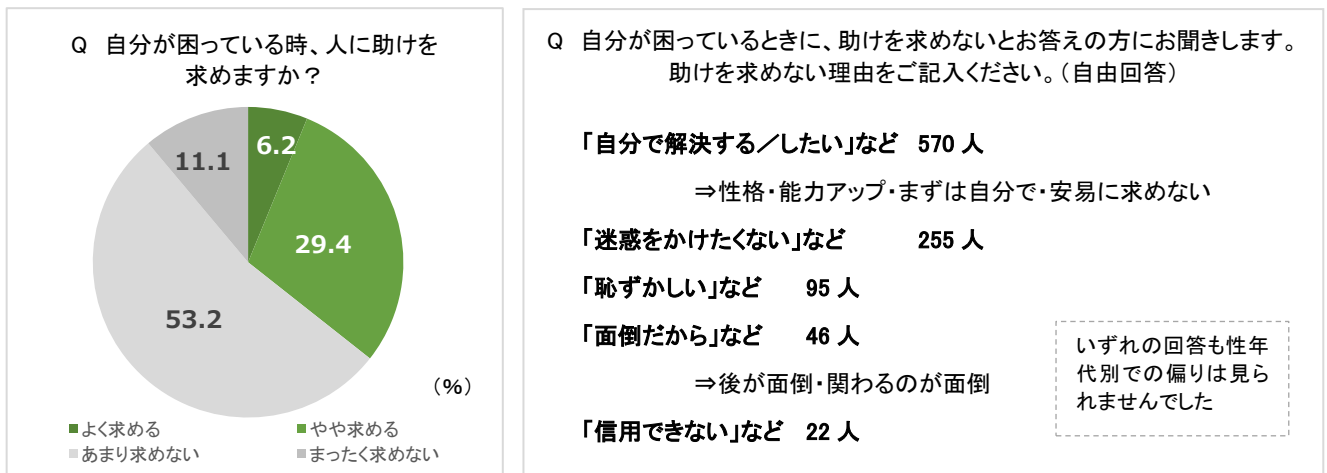 Q 自分が困っている時、人に助けを
求めますか？
6.2
11.1
29.4
53.2
（%）
■よく求める ■やや求める
■あまり求めない ■まったく求めない
Q 自分が困っているときに、助けを求めないとお答えの方にお聞きします。
助けを求めない理由をご記入ください。（自由回答）
「自分で解決する／したい」など 570 人
⇒性格・能力アップ・まずは自分で・安易に求めない
「迷惑をかけたくない」など 255 人
「恥ずかしい」など 95 人
「面倒だから」など 46 人
⇒後が面倒・関わるのが面倒
「信用できない」など 22 人
いずれの回答も性年
代別での偏りは見ら
れませんでした